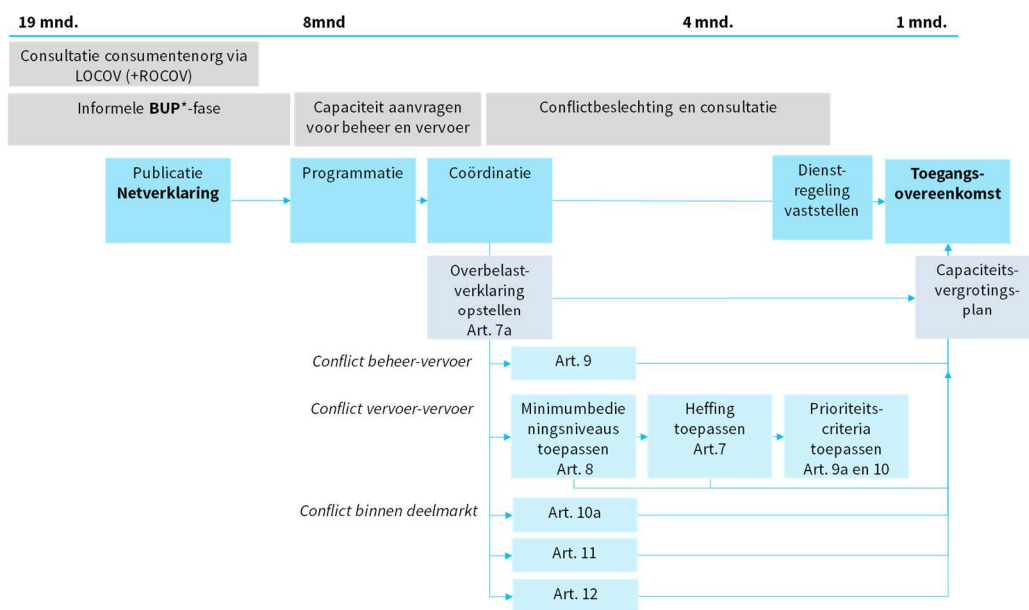 19 mnd. 8mnd 4 mnd. 1 mnd.
Consultatie consumentenorg via
LOCOV (+ROCOV)
Informele BUP*-fase
Capaciteit aanvragen
voor beheer en vervoer
Conflictbeslechting en consultatie
Publicatie
Netverklaring
Programmatie
Coördinatie
Dienst-
regeling
vaststellen
Toegangs-
overeenkomst
Overbelast-
verklaring
opstellen
Art. 7a
Capaciteits-
vergrotings-
plan
Conflict beheer-vervoer
Art. 9
Conflict vervoer-vervoer
Minimumbedie
ningsniveaus
toepassen
Art. 8
Heffing
toepassen
Art.7
Prioriteits-
criteria
toepassen
Art. 9a en 10
Conflict binnen deelmarkt
Art. 10a
Art. 11
Art. 12